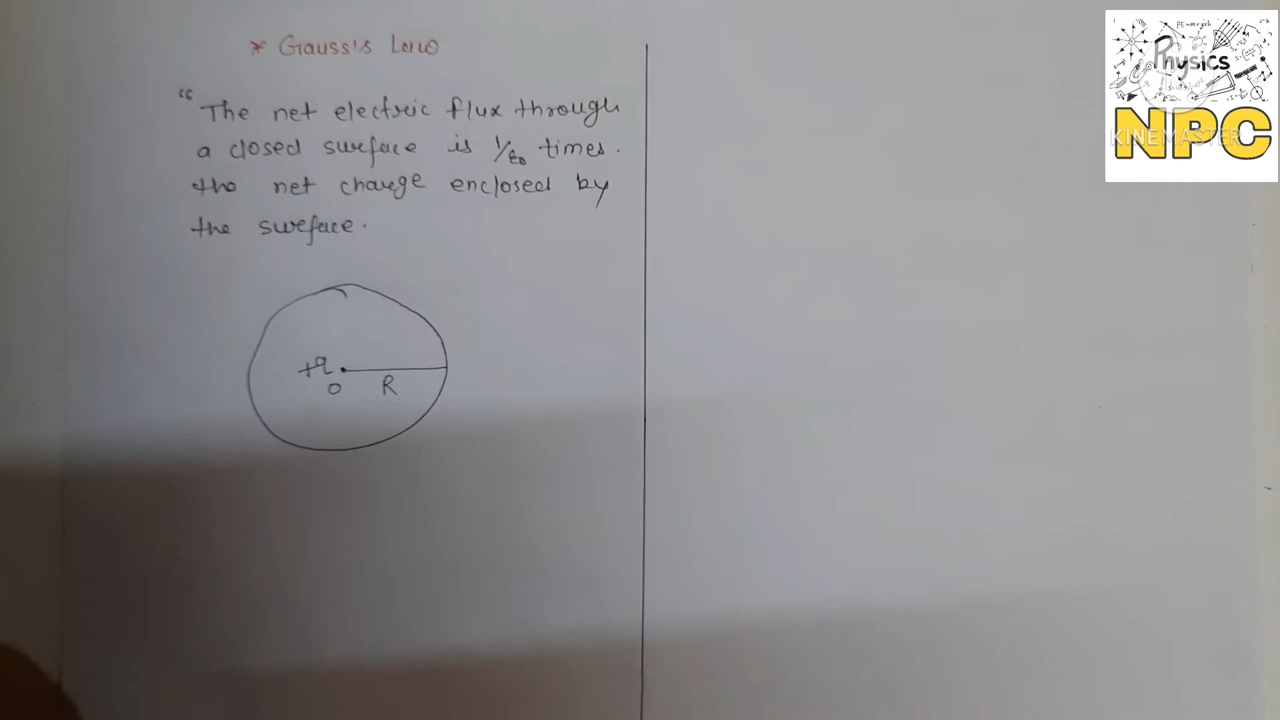 * Gauss's Law
“The net electric flux through
a closed surface is 1/ε0 times.
the net charge enclosed by
the surface.
+q
O
R
Physics
NPC
KINEMASTER